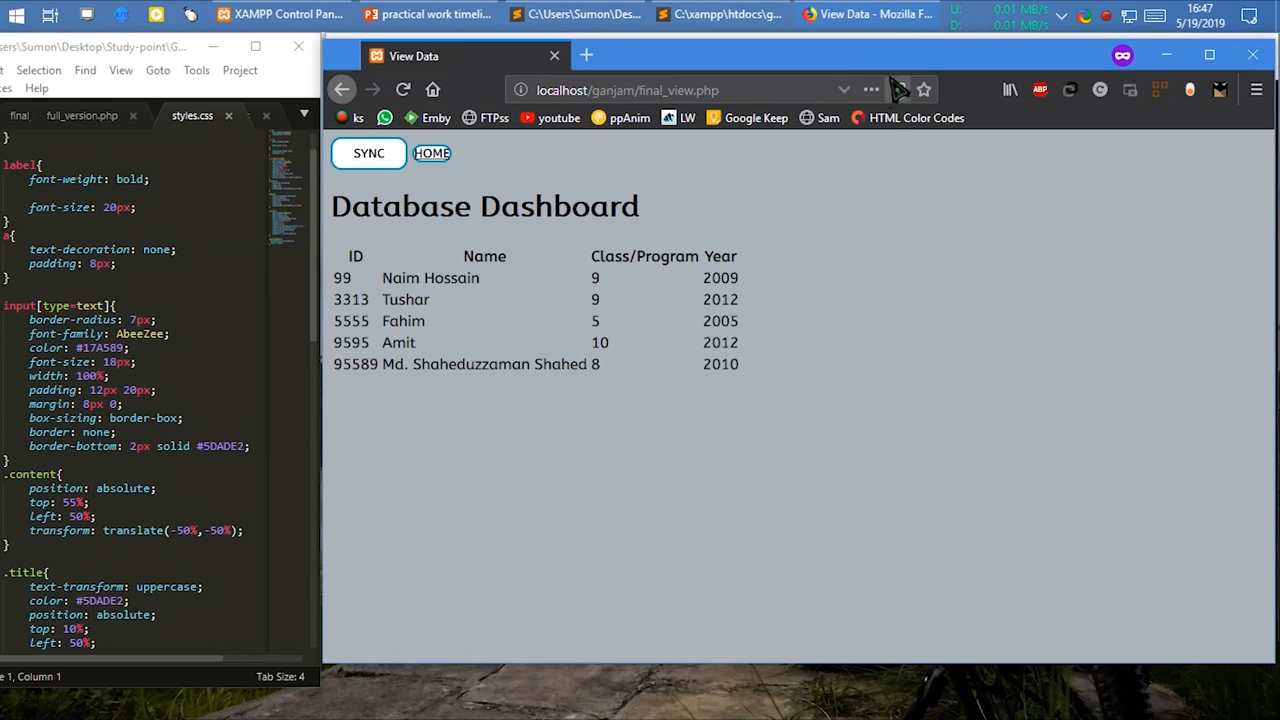 XAMPP Control Pan...
practical work timeli...
C:\Users\Sumon\Des...
C:\xampp\htdocs\g...
View Data - Mozilla F...
U: 0.01 MB/s
D: 0.01 MB/s
16:47
5/19/2019
sers\Sumon\Desktop\Study-point\G...
Selection Find View Goto Tools Project
ces Help
final full_version.php styles.css
}
label{
font-weight: bold;
font-size: 20px;
}
a{
text-decoration: none;
padding: 8px;
}
input[type=text]{
border-radius: 7px;
font-family: AbeeZee;
color: #17A589;
font-size: 18px;
width: 100%;
padding: 12px 20px;
margin: 8px 0;
box-sizing: border-box;
border: none;
border-bottom: 2px solid #5DADE2;
}
.content{
position: absolute;
top: 55%;
left: 50%;
transform: translate(-50%,-50%);
}
.title{
text-transform: uppercase;
color: #5DADE2;
position: absolute;
top: 10%;
left: 50%;
e 1, Column 1 Tab Size: 4
View Data
localhost/ganjam/final_view.php
ABP
ks Emby FTPss youtube ppAnim LW Google Keep Sam HTML Color Codes
SYNC HOME
Database Dashboard
ID Name Class/Program Year
99 Naim Hossain 9 2009
3313 Tushar 9 2012
5555 Fahim 5 2005
9595 Amit 10 2012
95589 Md. Shaheduzzaman Shahed 8 2010